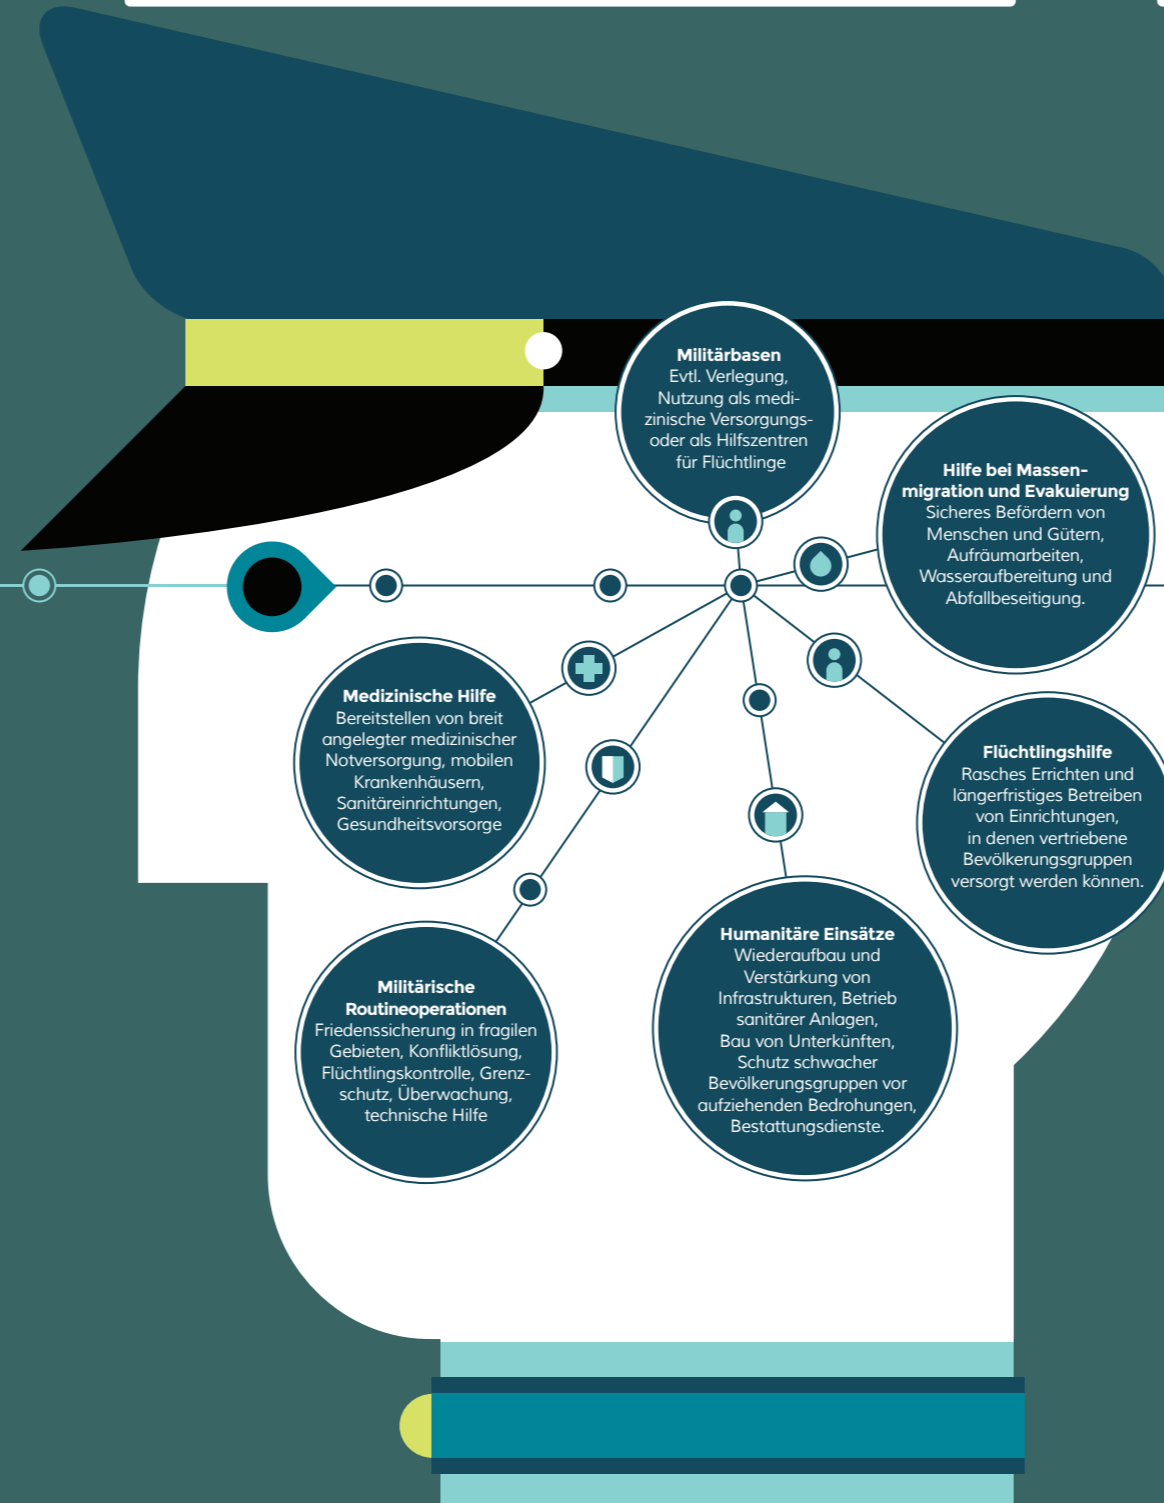 Militärbasen
Evtl. Verlegung,
Nutzung als medi-
zinische Versorgungs-
oder als Hilfszentren
für Flüchtlinge
Hilfe bei Massen-
migration und Evakuierung
Sicheres Befördern von
Menschen und Gütern,
Aufräumarbeiten,
Wasseraufbereitung und
Abfallbeseitigung.
Medizinische Hilfe
Bereitstellen von breit
angelegter medizinischer
Notversorgung, mobilen
Krankenhäusern,
Sanitäreinrichtungen,
Gesundheitsvorsorge
Flüchtlingshilfe
Rasches Errichten und
längerfristiges Betreiben
von Einrichtungen,
in denen vertriebene
Bevölkerungsgruppen
versorgt werden können.
Militärische
Routineoperationen
Friedenssicherung in fragilen
Gebieten, Konfliktlösung,
Flüchtlingskontrolle, Grenz-
schutz, Überwachung,
technische Hilfe
Humanitäre Einsätze
Wiederaufbau und
Verstärkung von
Infrastrukturen, Betrieb
sanitärer Anlagen,
Bau von Unterkünften,
Schutz schwacher
Bevölkerungsgruppen vor
aufziehenden Bedrohungen,
Bestattungsdienste.